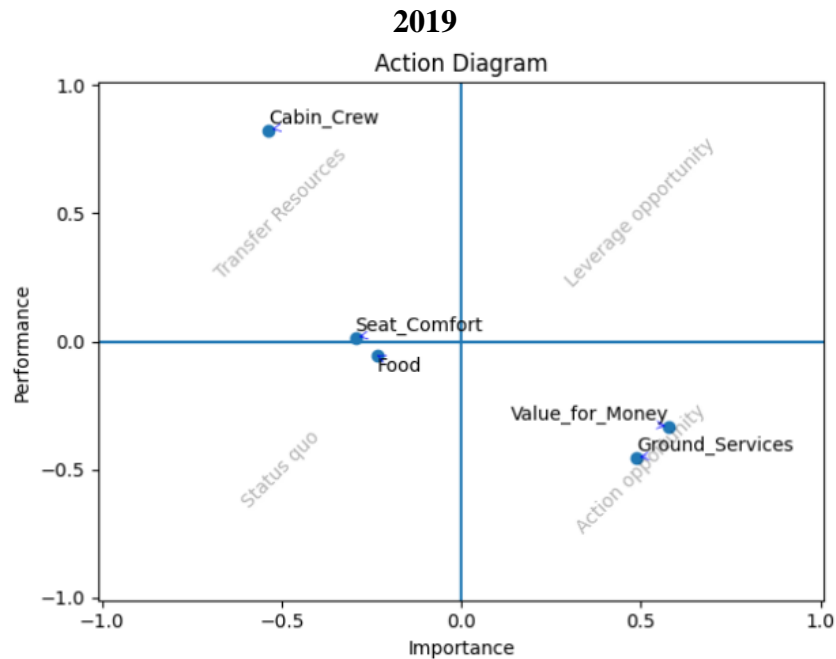 2019
Action Diagram
1.0
Cabin_Crew
Transfer Resources
Leverage opportunity
0.5
Seat_Comfort
0.0
Food
Performance
Value_for_Money
Ground_Services
Status quo
Action opportunity
−0.5
−1.0
−1.0 −0.5 0.0 0.5 1.0
Importance